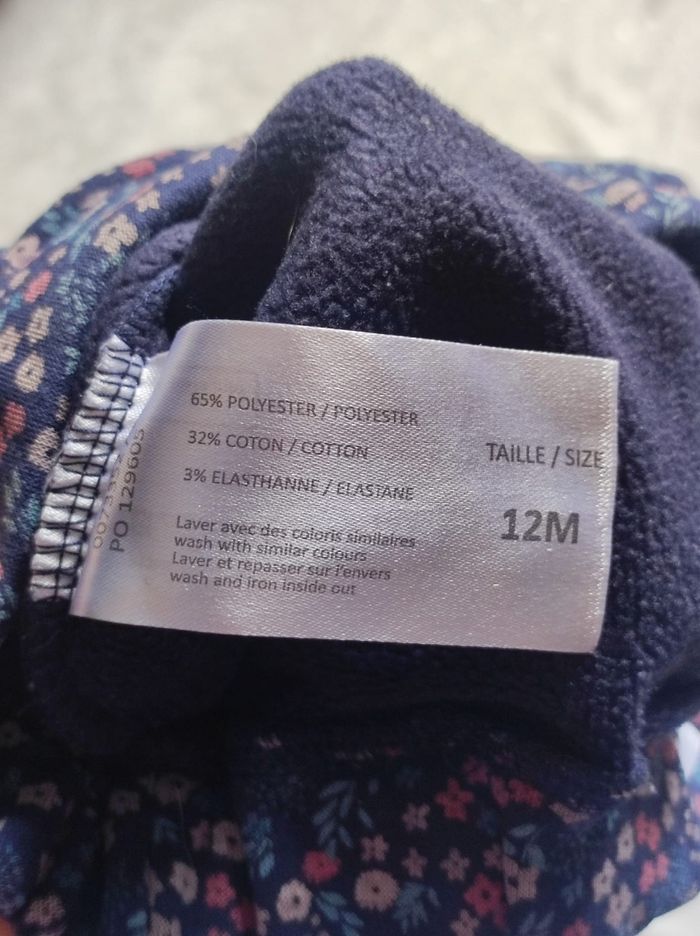 65% POLYESTER / POLYESTER
32% COTON / COTTON
3% ELASTHANNE / ELASTANE
TAILLE / SIZE
12M
Laver avec des coloris similaires
wash with similar colours
Laver et repasser sur l'envers
wash and iron inside out
PO 129605